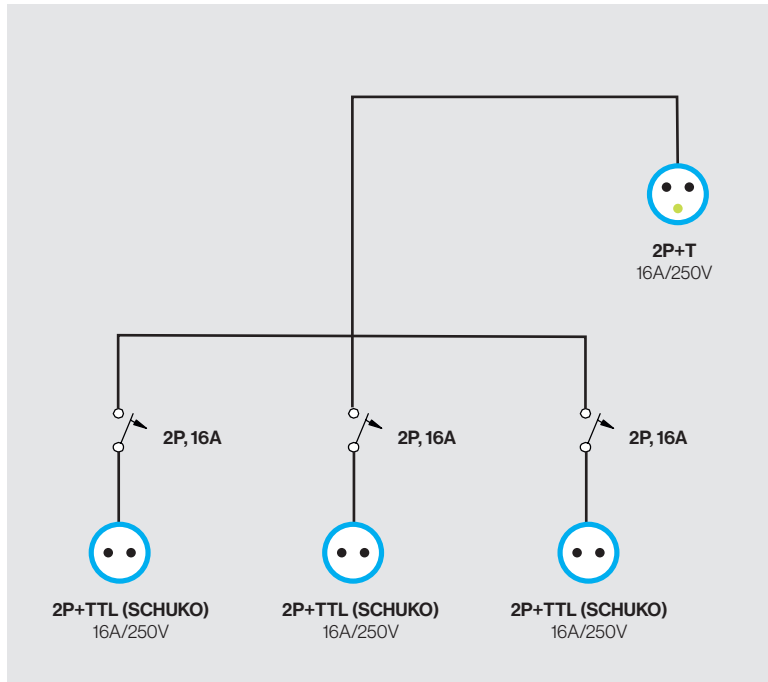 2P+T
16A/250V
2P, 16A
2P, 16A
2P, 16A
2P+TTL (SCHUKO)
16A/250V
2P+TTL (SCHUKO)
16A/250V
2P+TTL (SCHUKO)
16A/250V